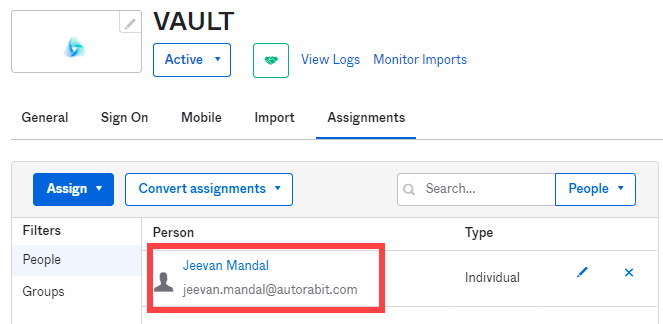 VAULT
Active View Logs Monitor Imports
General Sign On Mobile Import Assignments
Assign Convert assignments Search... People
Filters Person Type
People Jeevan Mandal
jeevan.mandal@autorabit.com Individual
Groups